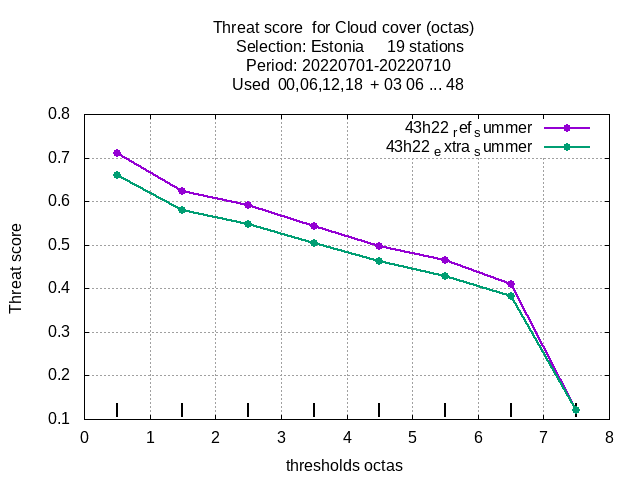 Threat score  for Cloud cover (octas)
Selection: Estonia     19 stations
Period: 20220701-20220710
Used  00,06,12,18  + 03 06 ... 48
43h22 ref summer
43h22 extra summer
0.8
0.7
0.6
0.5
0.4
0.3
0.2
0.1
Threat score
0 1 2 3 4 5 6 7 8
thresholds octas